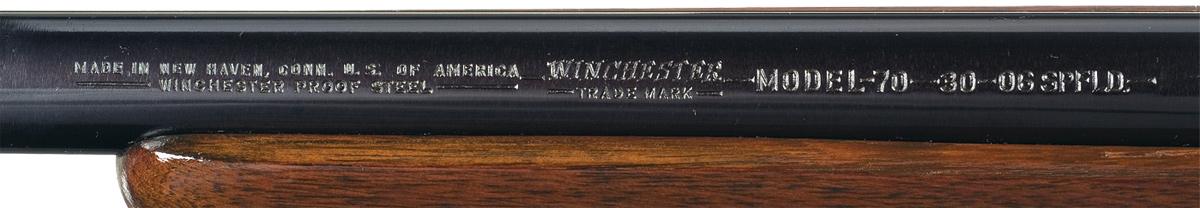 MADE IN NEW HAVEN, CONN. U.S. OF AMERICA
WINCHESTER PROOF STEEL
WINCHESTER
TRADE MARK
MODEL-70 30-06 SPFLD.